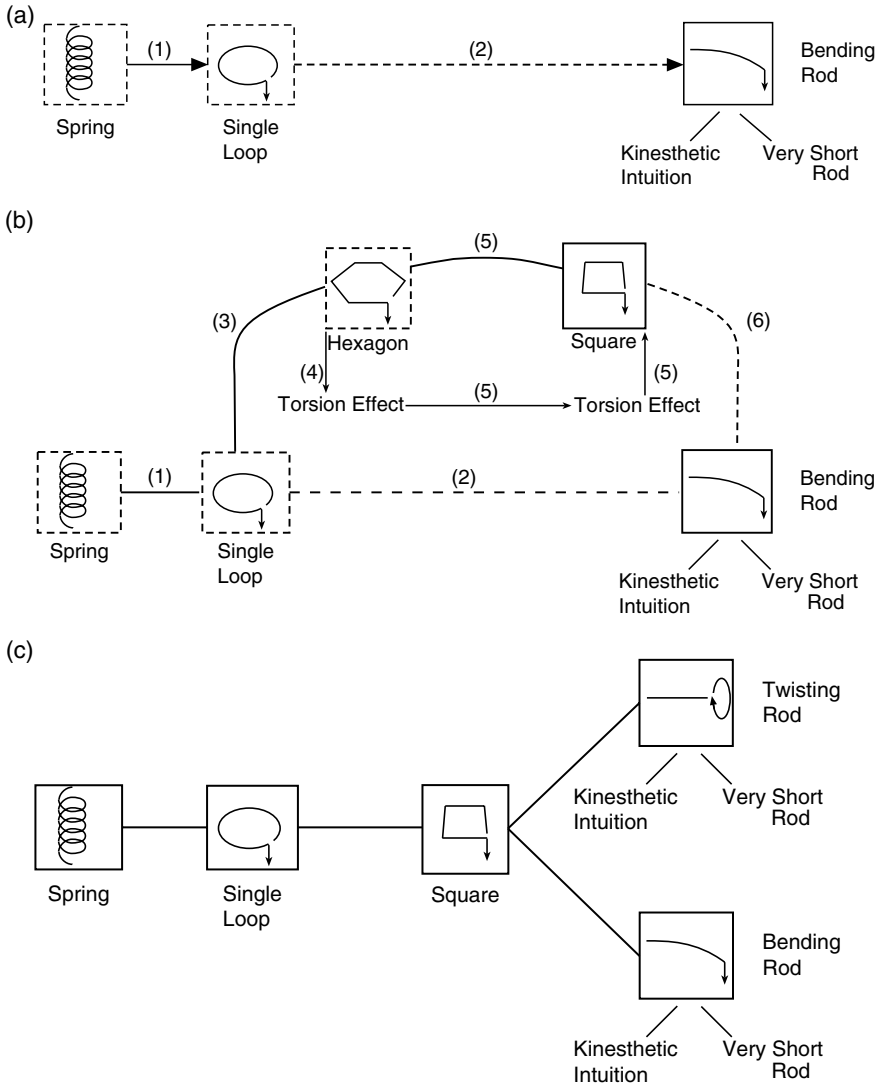 (a)
(1)
(2)
Spring
Single
Loop
Bending
Rod
Kinesthetic
Intuition
Very Short
Rod
(b)
(5)
(3)
(6)
Hexagon
Square
(4)
(5)
(5)
Torsion Effect
Torsion Effect
(1)
(2)
Spring
Single
Loop
Bending
Rod
Kinesthetic
Intuition
Very Short
Rod
(c)
Twisting
Rod
Kinesthetic
Intuition
Very Short
Rod
Spring
Single
Loop
Square
Bending
Rod
Kinesthetic
Intuition
Very Short
Rod